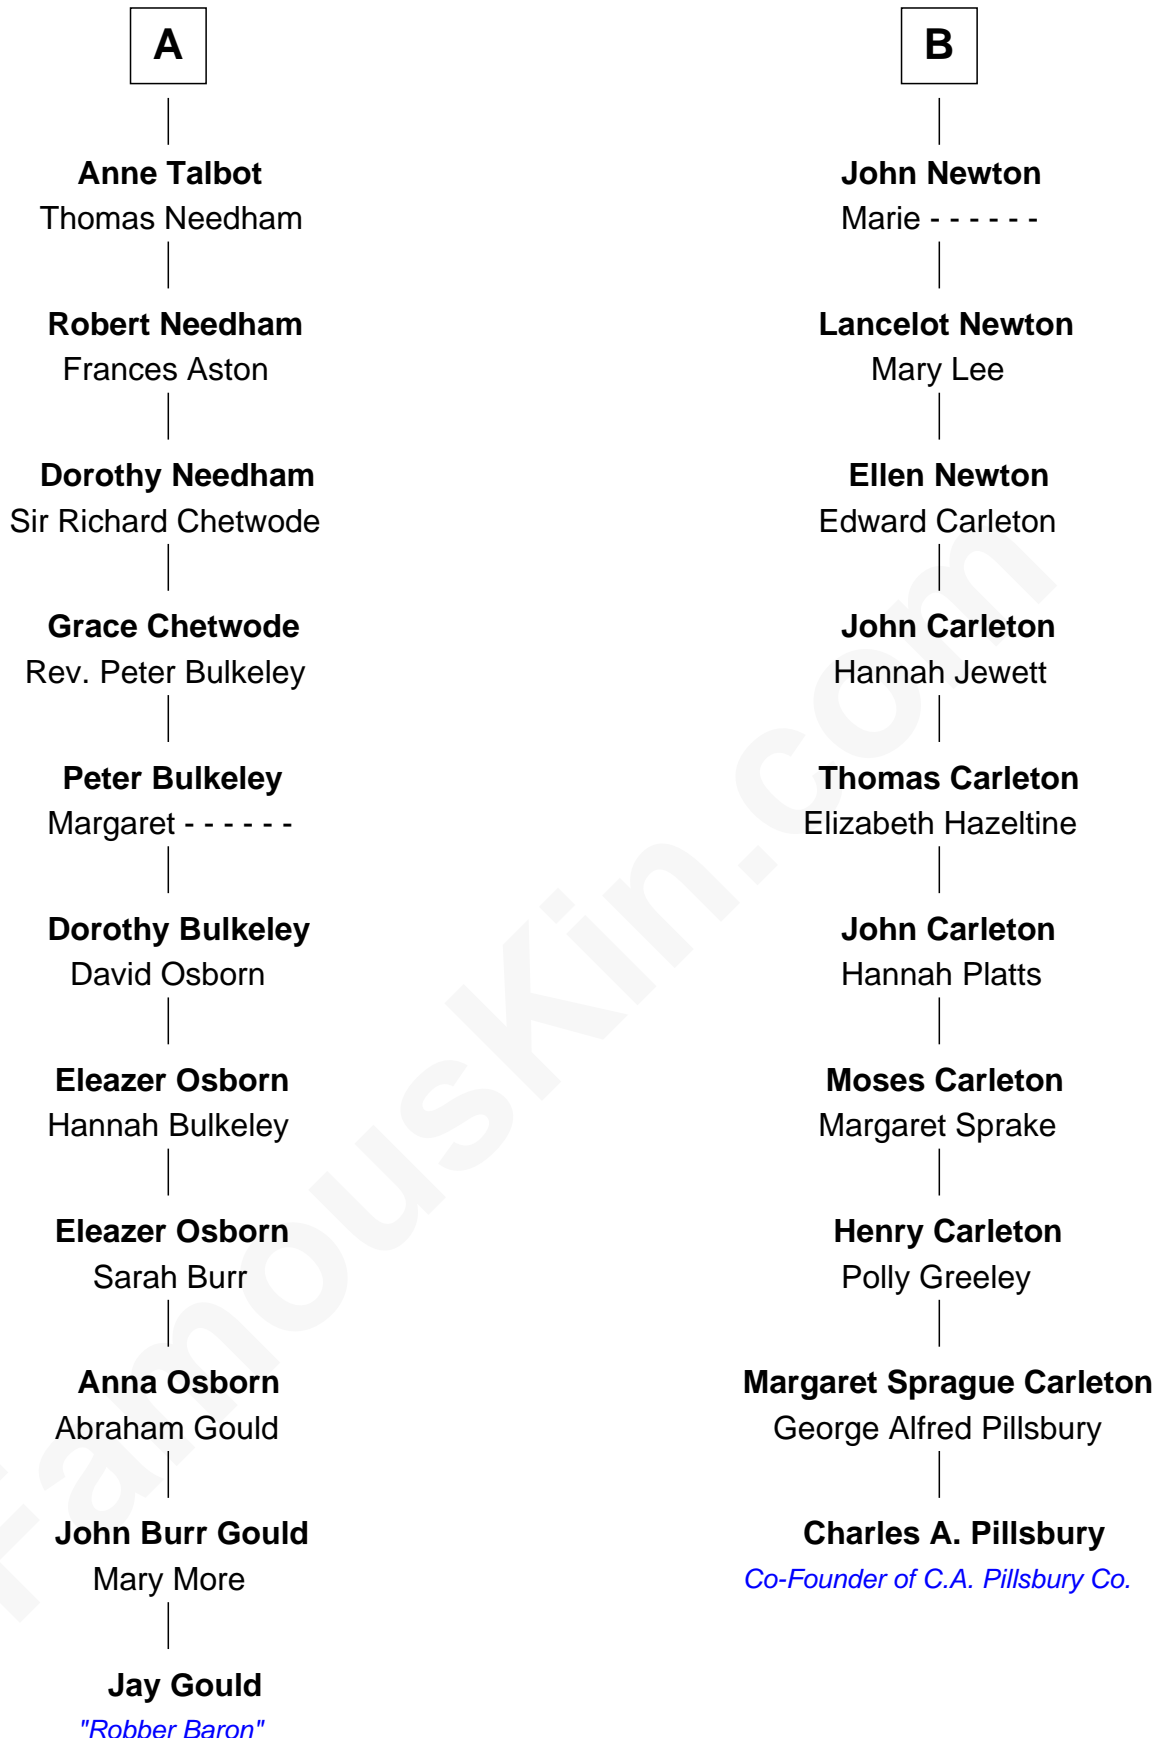 A
Anne Talbot
Thomas Needham
Robert Needham
Frances Aston
Dorothy Needham
Sir Richard Chetwode
Grace Chetwode
Rev. Peter Bulkeley
Peter Bulkeley
Margaret - - - - - -
Dorothy Bulkeley
David Osborn
Eleazer Osborn
Hannah Bulkeley
Eleazer Osborn
Sarah Burr
Anna Osborn
Abraham Gould
John Burr Gould
Mary More
Jay Gould
"Robber Baron"
B
John Newton
Marie - - - - - -
Lancelot Newton
Mary Lee
Ellen Newton
Edward Carleton
John Carleton
Hannah Jewett
Thomas Carleton
Elizabeth Hazeltine
John Carleton
Hannah Platts
Moses Carleton
Margaret Sprake
Henry Carleton
Polly Greeley
Margaret Sprague Carleton
George Alfred Pillsbury
Charles A. Pillsbury
Co-Founder of C.A. Pillsbury Co.
FamousKin.com